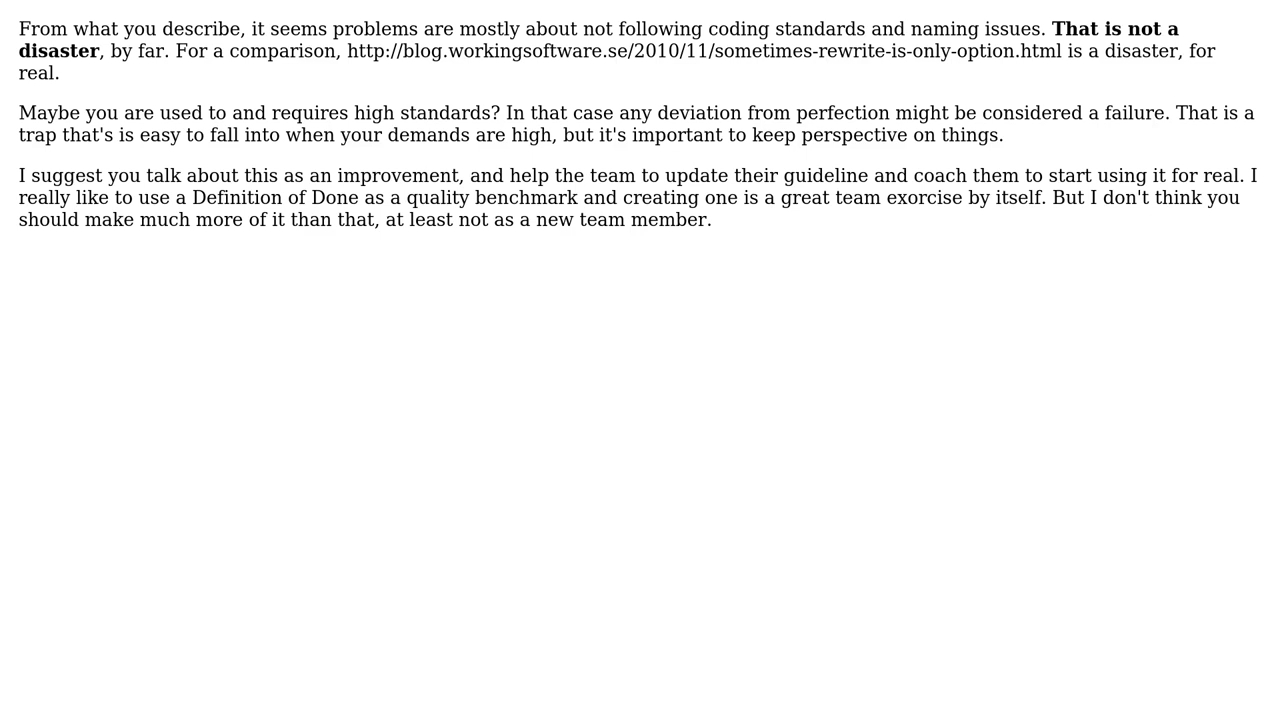 From what you describe, it seems problems are mostly about not following coding standards and naming issues. That is not a
disaster, by far. For a comparison, http://blog.workingsoftware.se/2010/11/sometimes-rewrite-is-only-option.html is a disaster, for
real.
Maybe you are used to and requires high standards? In that case any deviation from perfection might be considered a failure. That is a
trap that's is easy to fall into when your demands are high, but it's important to keep perspective on things.
I suggest you talk about this as an improvement, and help the team to update their guideline and coach them to start using it for real. I
really like to use a Definition of Done as a quality benchmark and creating one is a great team exorcise by itself. But I don't think you
should make much more of it than that, at least not as a new team member.